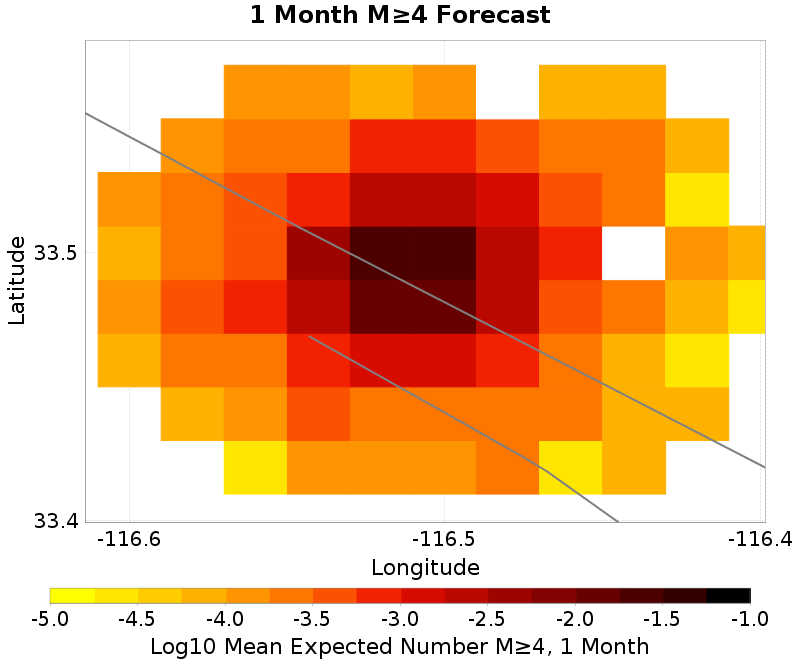 1 Month M≥4 Forecast
Latitude
33.5
33.4
-116.6 -116.5 -116.4
Longitude
-5.0 -4.5 -4.0 -3.5 -3.0 -2.5 -2.0 -1.5 -1.0
Log10 Mean Expected Number M≥4, 1 Month